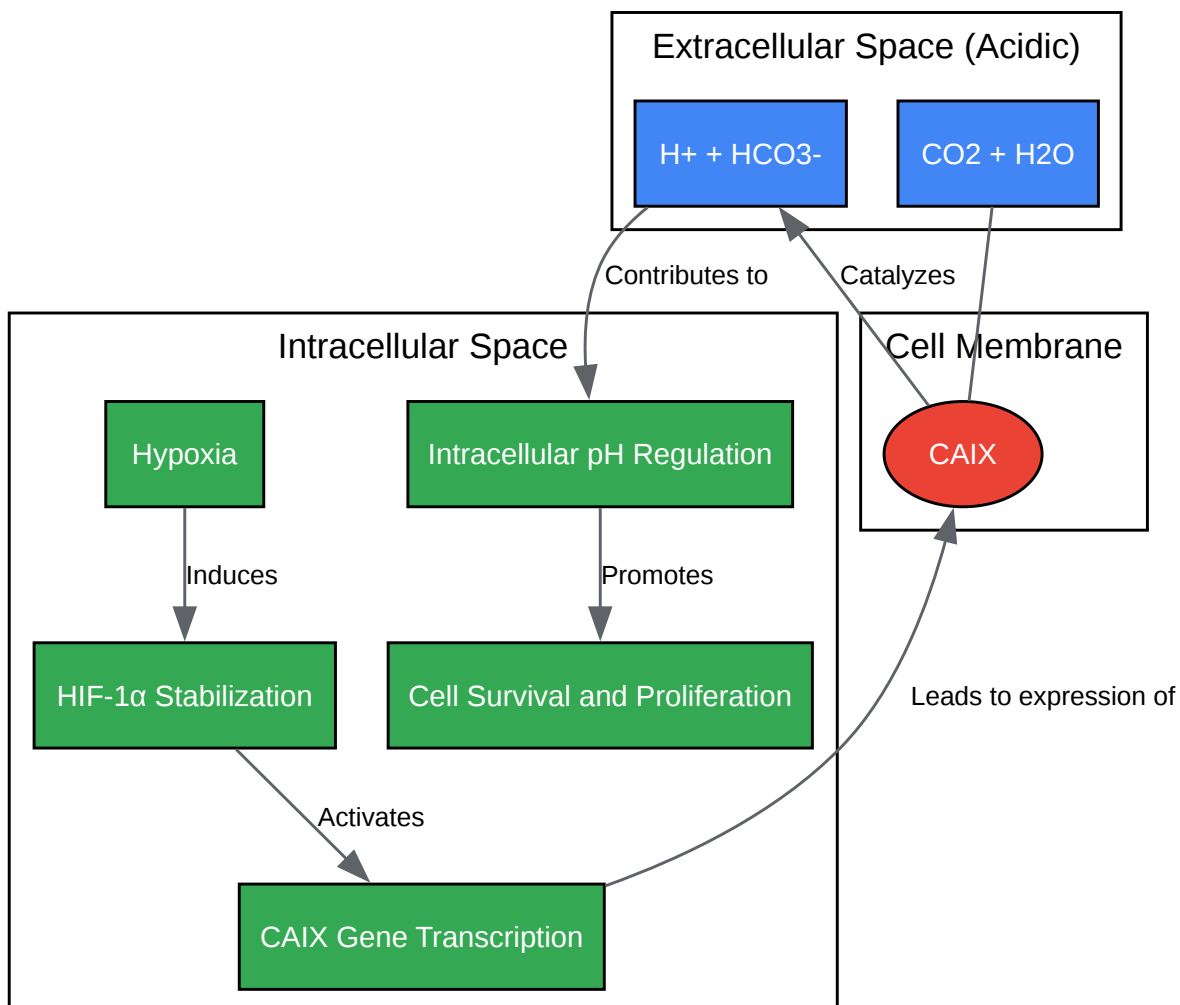 Extracellular Space (Acidic)
H+ + HCO3-
CO2 + H2O
Contributes to
Catalyzes
Intracellular Space
Cell Membrane
Hypoxia
Intracellular pH Regulation
CAIX
Induces
Promotes
HIF-1α Stabilization
Cell Survival and Proliferation
Leads to expression of
Activates
CAIX Gene Transcription